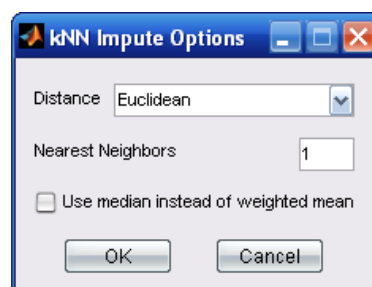 kNN Impute Options
Distance Euclidean
Nearest Neighbors 1
Use median instead of weighted mean
OK Cancel